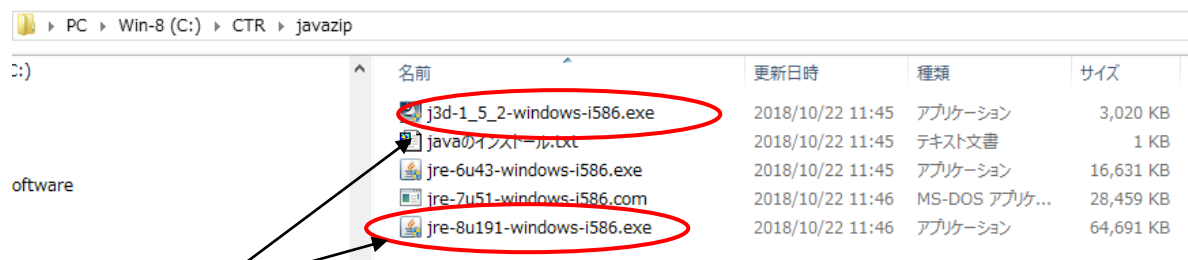 PC Win-8 (C:) CTR javazip
C:)
名前 更新日時 種類 サイズ
j3d-1_5_2-windows-i586.exe 2018/10/22 11:45 アプリケーション 3,020 KB
javaのインストール.txt 2018/10/22 11:45 テキスト文書 1 KB
jre-6u43-windows-i586.exe 2018/10/22 11:45 アプリケーション 16,631 KB
oftware
jre-7u51-windows-i586.com 2018/10/22 11:46 MS-DOS アプリケ... 28,459 KB
jre-8u191-windows-i586.exe 2018/10/22 11:46 アプリケーション 64,691 KB